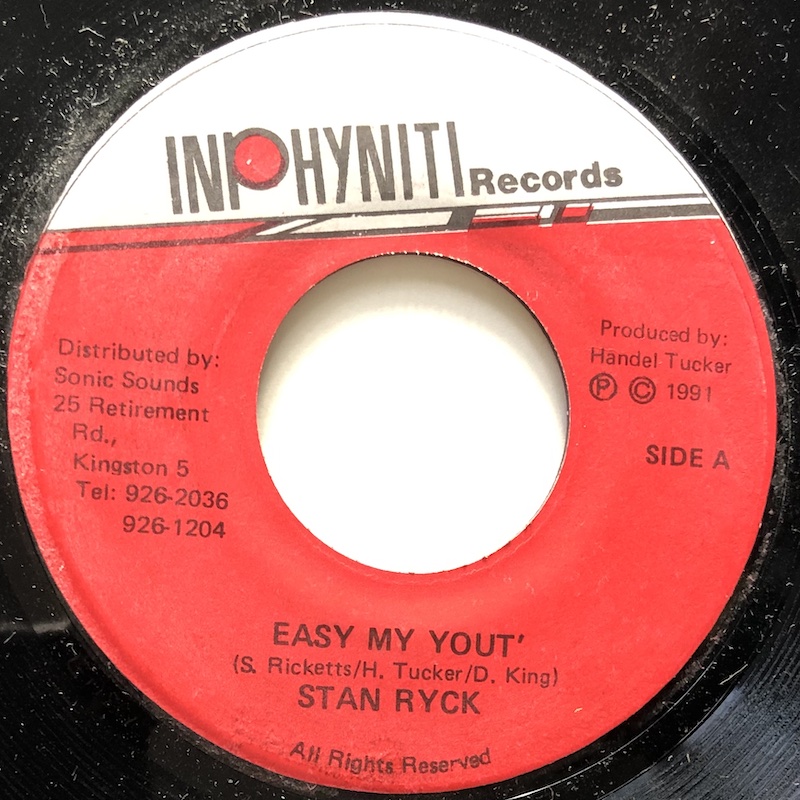 INPHYNITI Records
Distributed by:
Sonic Sounds
25 Retirement
Rd.,
Kingston 5
Tel: 926-2036
926-1204
Produced by:
Handel Tucker
Ⓟ © 1991
SIDE A
EASY MY YOUT'
(S. Ricketts/H. Tucker/D. King)
STAN RYCK
All Rights Reserved